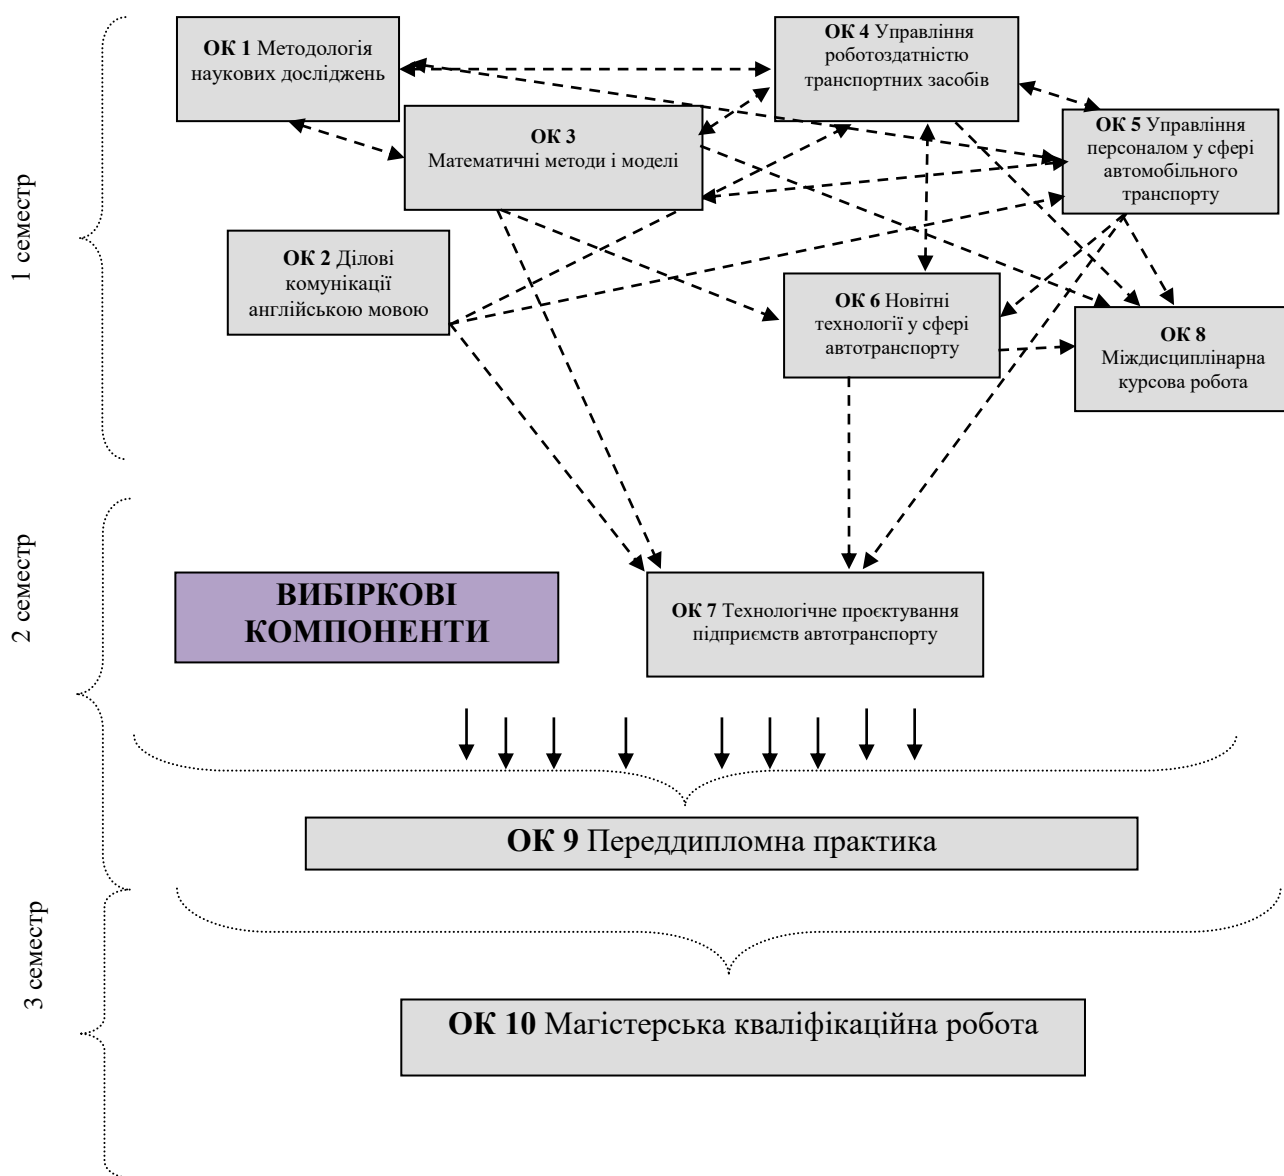 ОК 1 Методологія
наукових досліджень
ОК 4 Управління
роботоздатністю
транспортних засобів
ОК 3
Математичні методи і моделі
ОК 5 Управління
персоналом у сфері
автомобільного
транспорту
1 семестр
ОК 2 Ділові
комунікації
англійською мовою
ОК 6 Новітні
технології у сфері
автотранспорту
ОК 8
Міждисциплінарна
курсова робота
2 семестр
ВИБІРКОВІ
КОМПОНЕНТИ
ОК 7 Технологічне проєктування
підприємств автотранспорту
ОК 9 Переддипломна практика
3 семестр
ОК 10 Магістерська кваліфікаційна робота